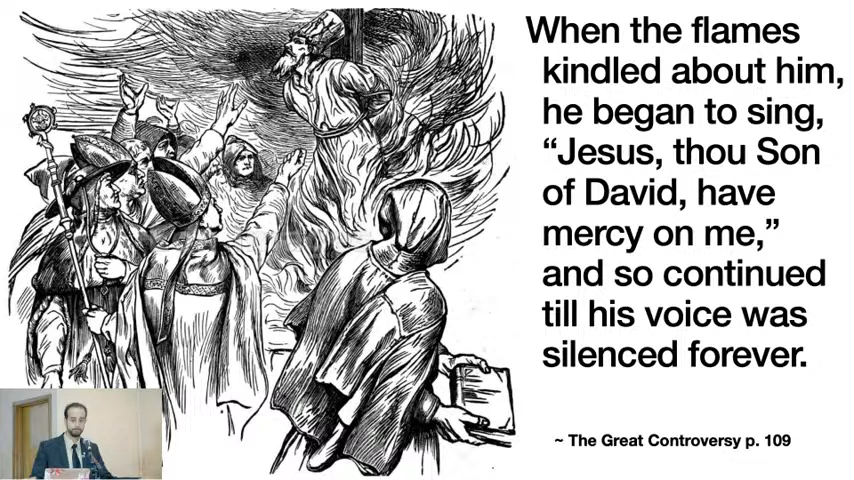 When the flames
kindled about him,
he began to sing,
“Jesus, thou Son
of David, have
mercy on me,”
and so continued
till his voice was
silenced forever.
~ The Great Controversy p. 109